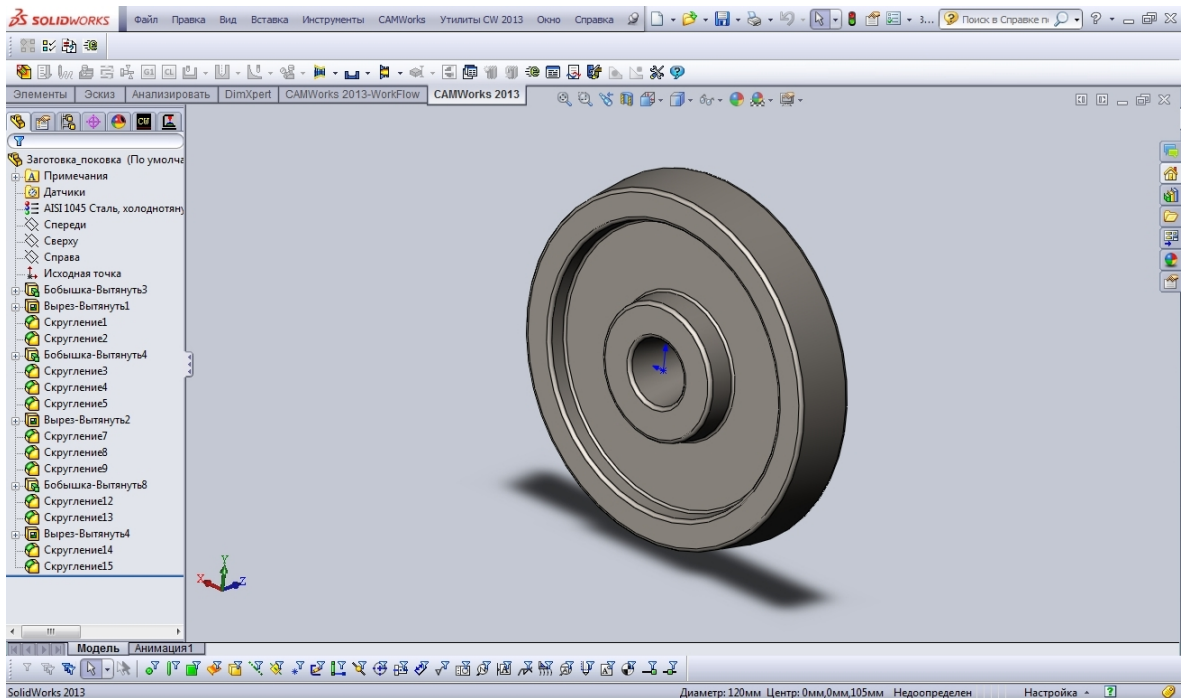 SOLIDWORKS Файл Правка Вид Вставка Инструменты CAMWorks Утилиты CW 2013 Окно Справка З... Поиск в Справке
Элементы Эскиз Анализировать DimXpert CAMWorks 2013-WorkFlow CAMWorks 2013
Заготовка_поковка (По умолча
Примечания
Датчики
AISI 1045 Сталь, холоднотян
Спереди
Сверху
Справа
Исходная точка
Бобышка-Вытянуть3
Вырез-Вытянуть1
Скругление1
Скругление2
Бобышка-Вытянуть4
Скругление3
Скругление4
Скругление5
Вырез-Вытянуть2
Скругление7
Скругление8
Скругление9
Бобышка-Вытянуть8
Скругление12
Скругление13
Вырез-Вытянуть4
Скругление14
Скругление15
Y
X Z
Модель Анимация1
SolidWorks 2013 Диаметр: 120мм Центр: 0мм,0мм,105мм Недоопределен Настройка